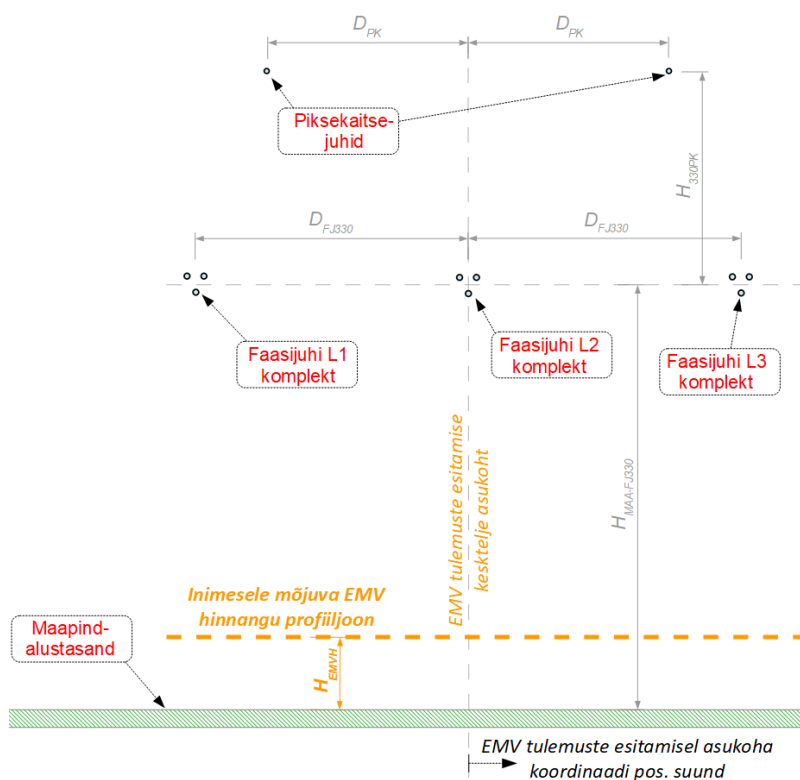 D_PK
D_PK
Piksekaitse-
juhid
H_330PK
D_FJ330
D_FJ330
Faasijuhi L1
komplekt
Faasijuhi L2
komplekt
Faasijuhi L3
komplekt
H_MAA-FJ330
EMV tulemuste esitamise
kesktelje asukoht
Inimesele mõjuva EMV
hinnangu profiiljoon
Maapind-
alustasand
H_EMVH
EMV tulemuste esitamisel asukoha
koordinaadi pos. suund